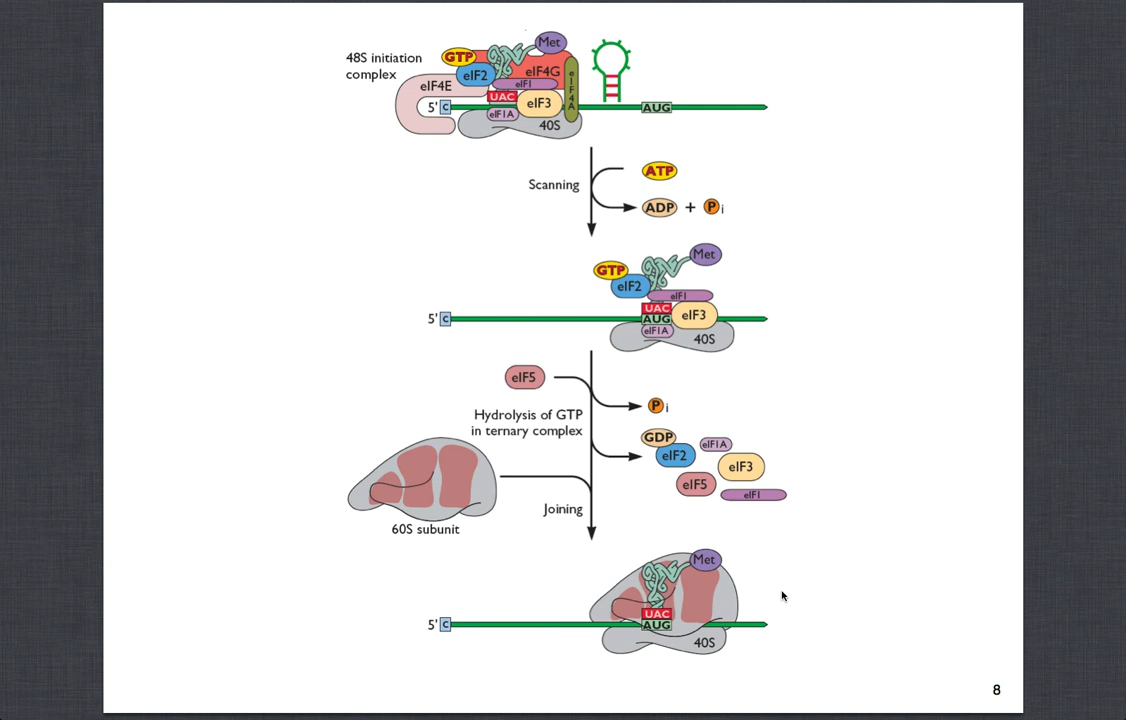 48S initiation
complex
GTP
Met
eIF2
eIF4G
eIF4E
eIF1
eIF4A
UAC
eIF3
5' C
AUG
eIF1A
40S
Scanning
ATP
ADP + Pi
Met
GTP
eIF2
eIF1
UAC
eIF3
5' C
AUG
eIF1A
40S
eIF5
Pi
Hydrolysis of GTP
in ternary complex
GDP
eIF1A
eIF2
eIF3
eIF5
eIF1
Joining
60S subunit
Met
UAC
5' C
AUG
40S
8